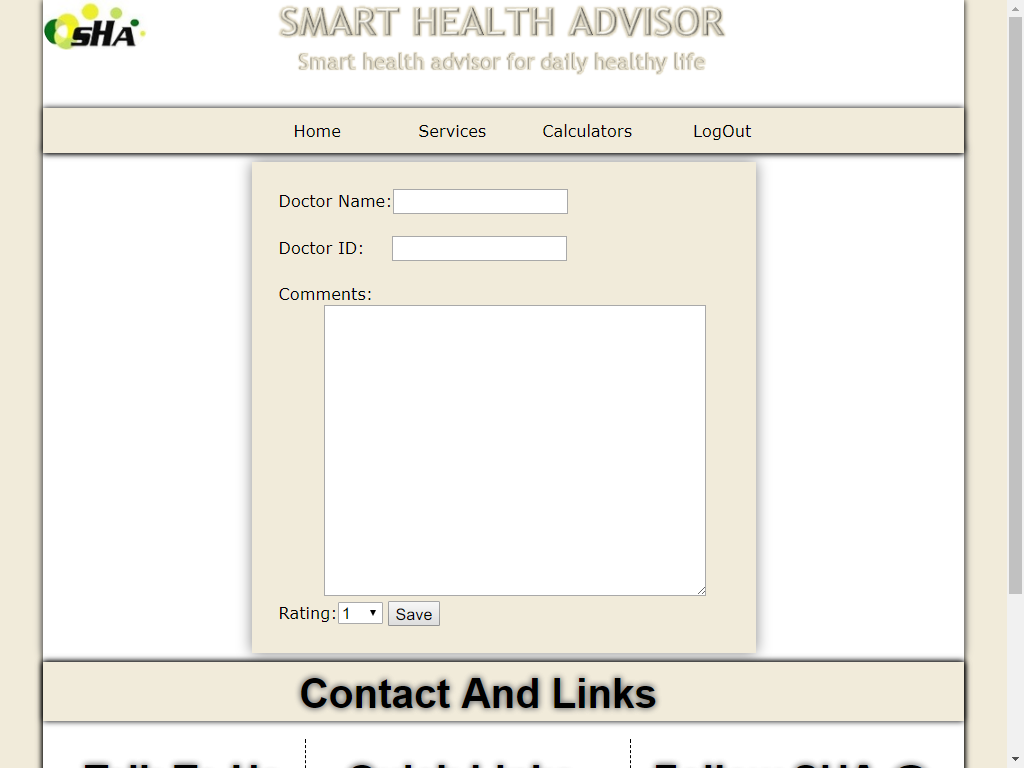 SHA
SMART HEALTH ADVISOR
Smart health advisor for daily healthy life
Home Services Calculators LogOut
Doctor Name:
Doctor ID:
Comments:
Rating: 1 Save
Contact And Links